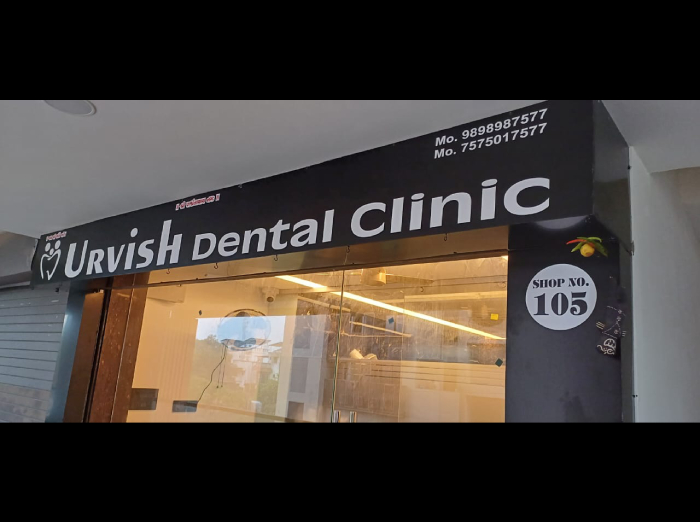 Mo. 9898987577
Mo. 7575017577
URVISH DENTAL CLINIC
SHOP NO.
105